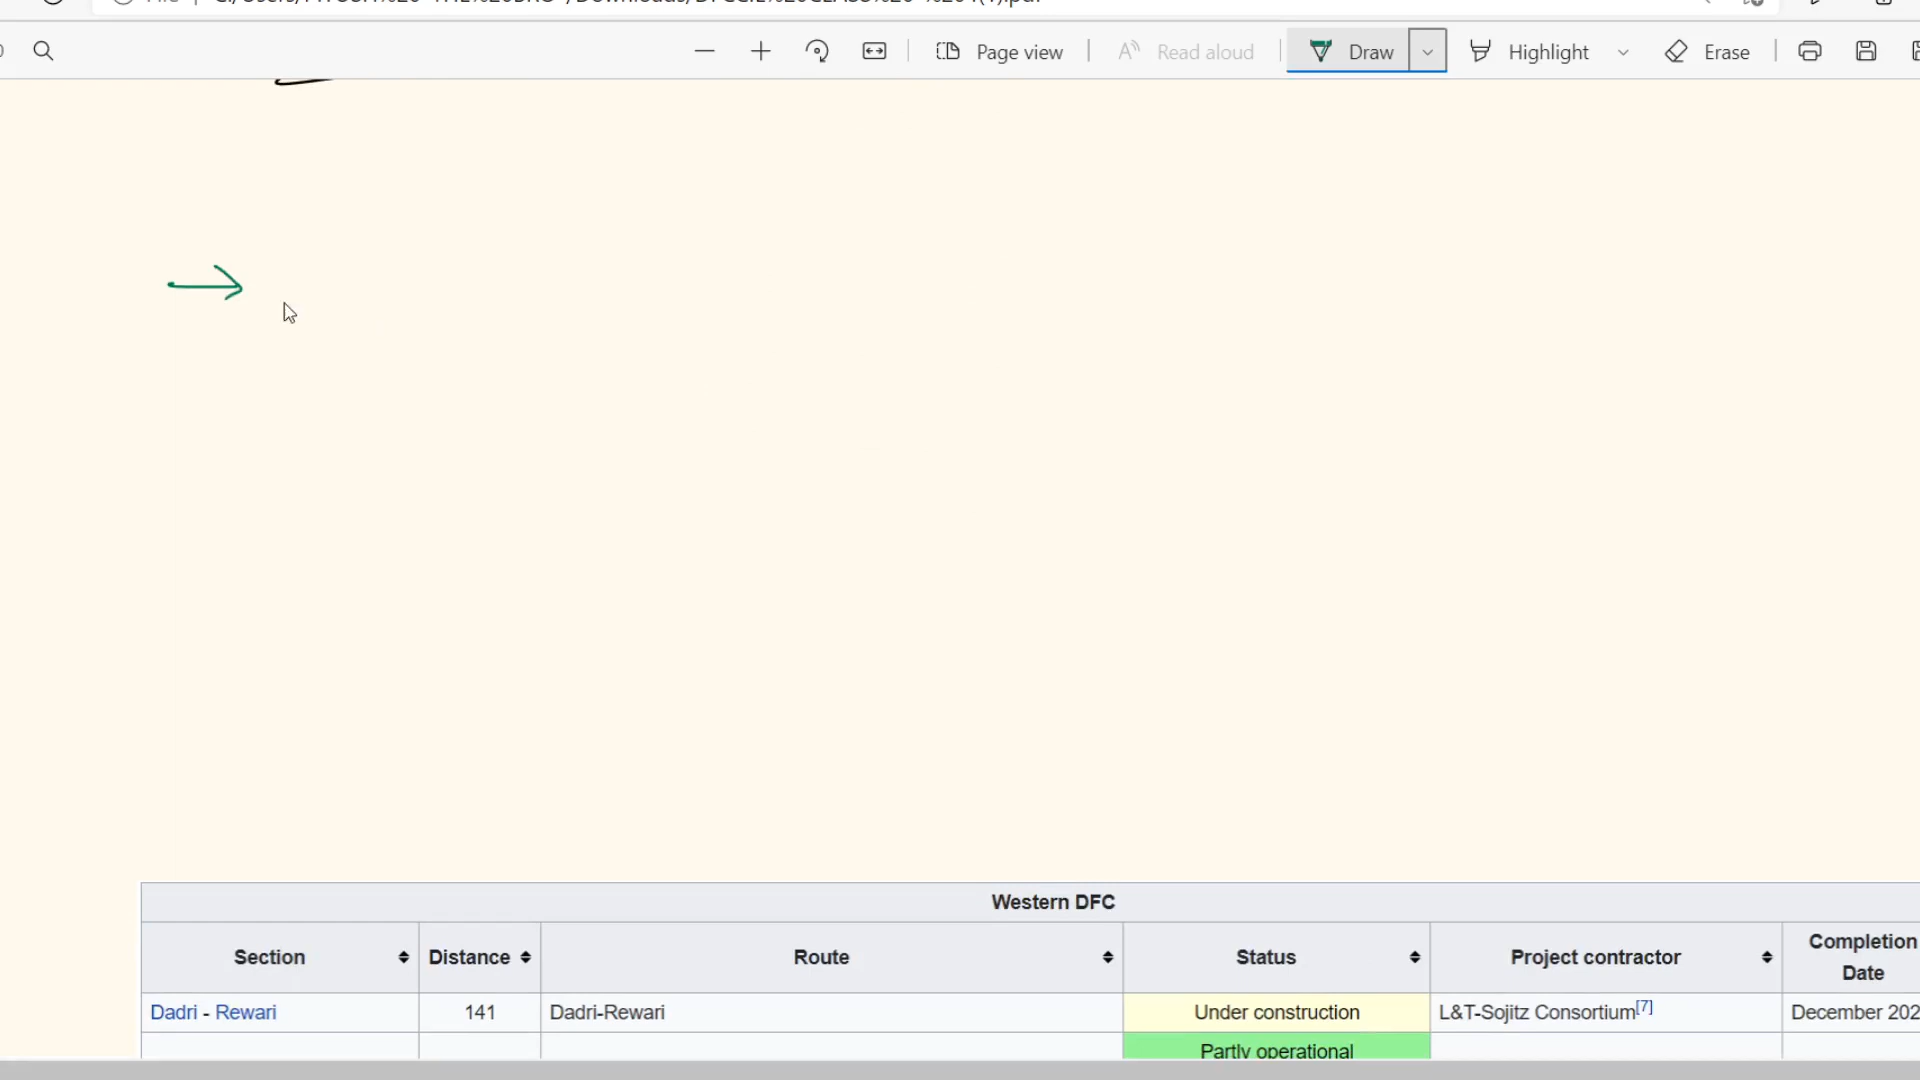 Page view
Read aloud
Draw
Highlight
Erase
Western DFC
Section
Distance
Route
Status
Project contractor
Completion
Date
Dadri - Rewari
141
Dadri-Rewari
Under construction
L&T-Sojitz Consortium[7]
December 202
Partly operational